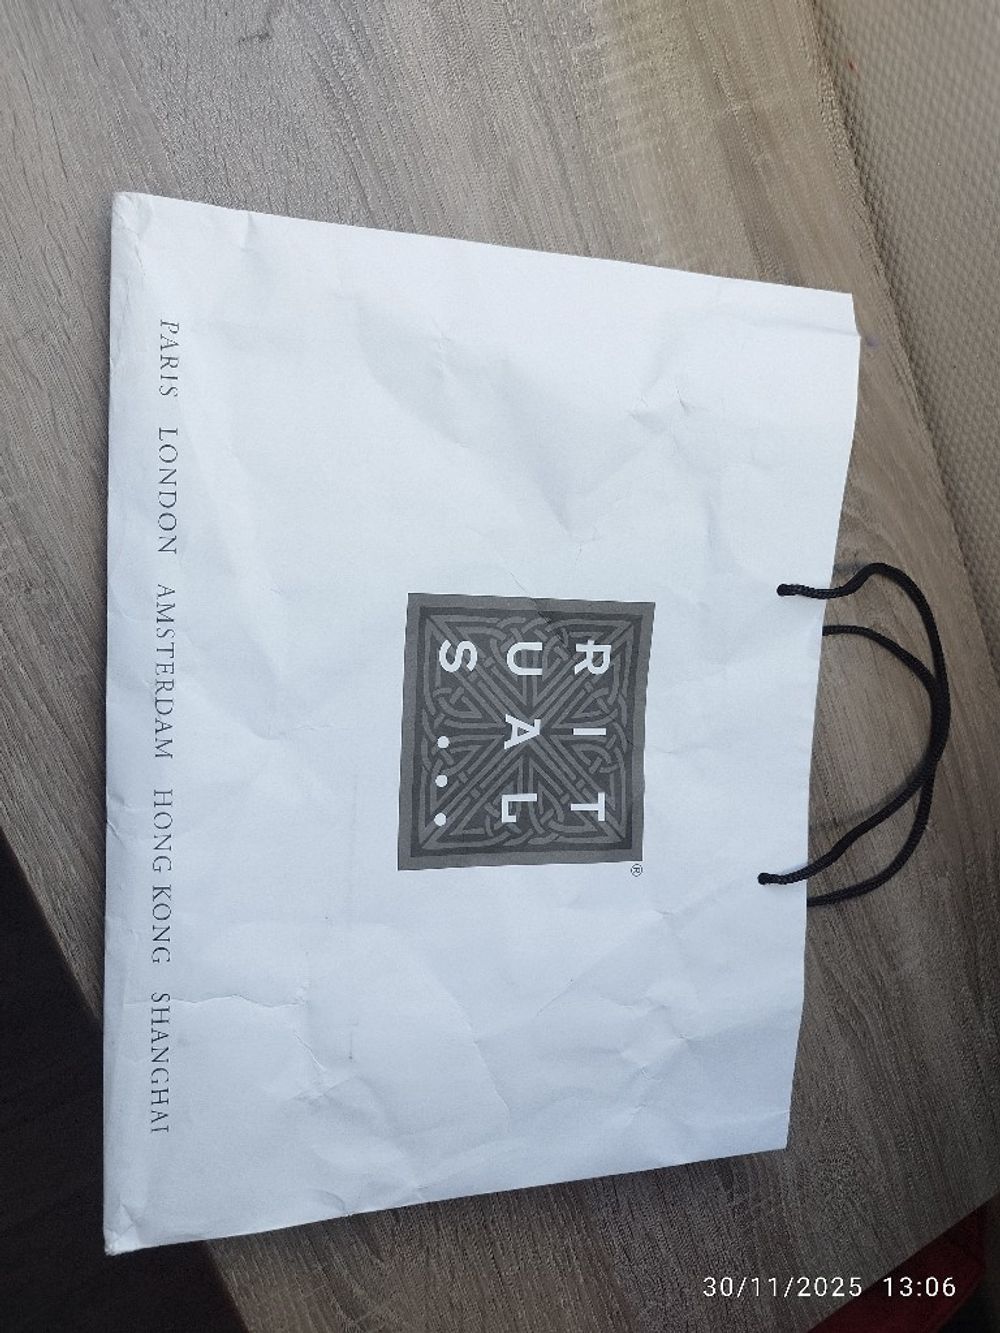 RIT
UAL
S...
®
PARIS LONDON AMSTERDAM HONG KONG SHANGHAI
30/11/2025 13:06